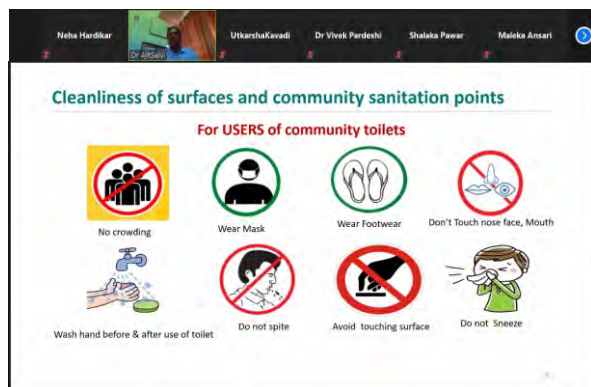 Neha Hardikar
UtkarshaKavadi
Dr Vivek Pardeshi
Shalaka Pawar
Maleka Ansari
Dr AjitSalvi
Cleanliness of surfaces and community sanitation points
For USERS of community toilets
No crowding
Wear Mask
Wear Footwear
Don't Touch nose face, Mouth
Wash hand before & after use of toilet
Do not spite
Avoid touching surface
Do not Sneeze